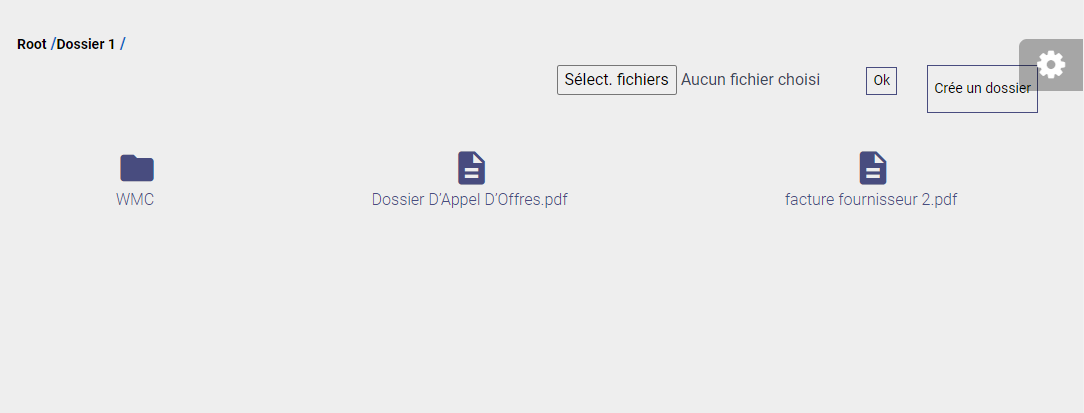 Root /Dossier 1 /
Sélect. fichiers Aucun fichier choisi Ok Crée un dossier
WMC Dossier D'Appel D'Offres.pdf facture fournisseur 2.pdf